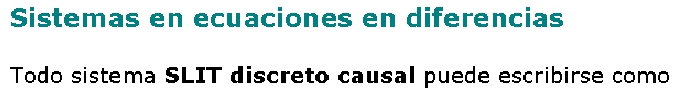 Sistemas en ecuaciones en diferencias
Todo sistema SLIT discreto causal puede escribirse como